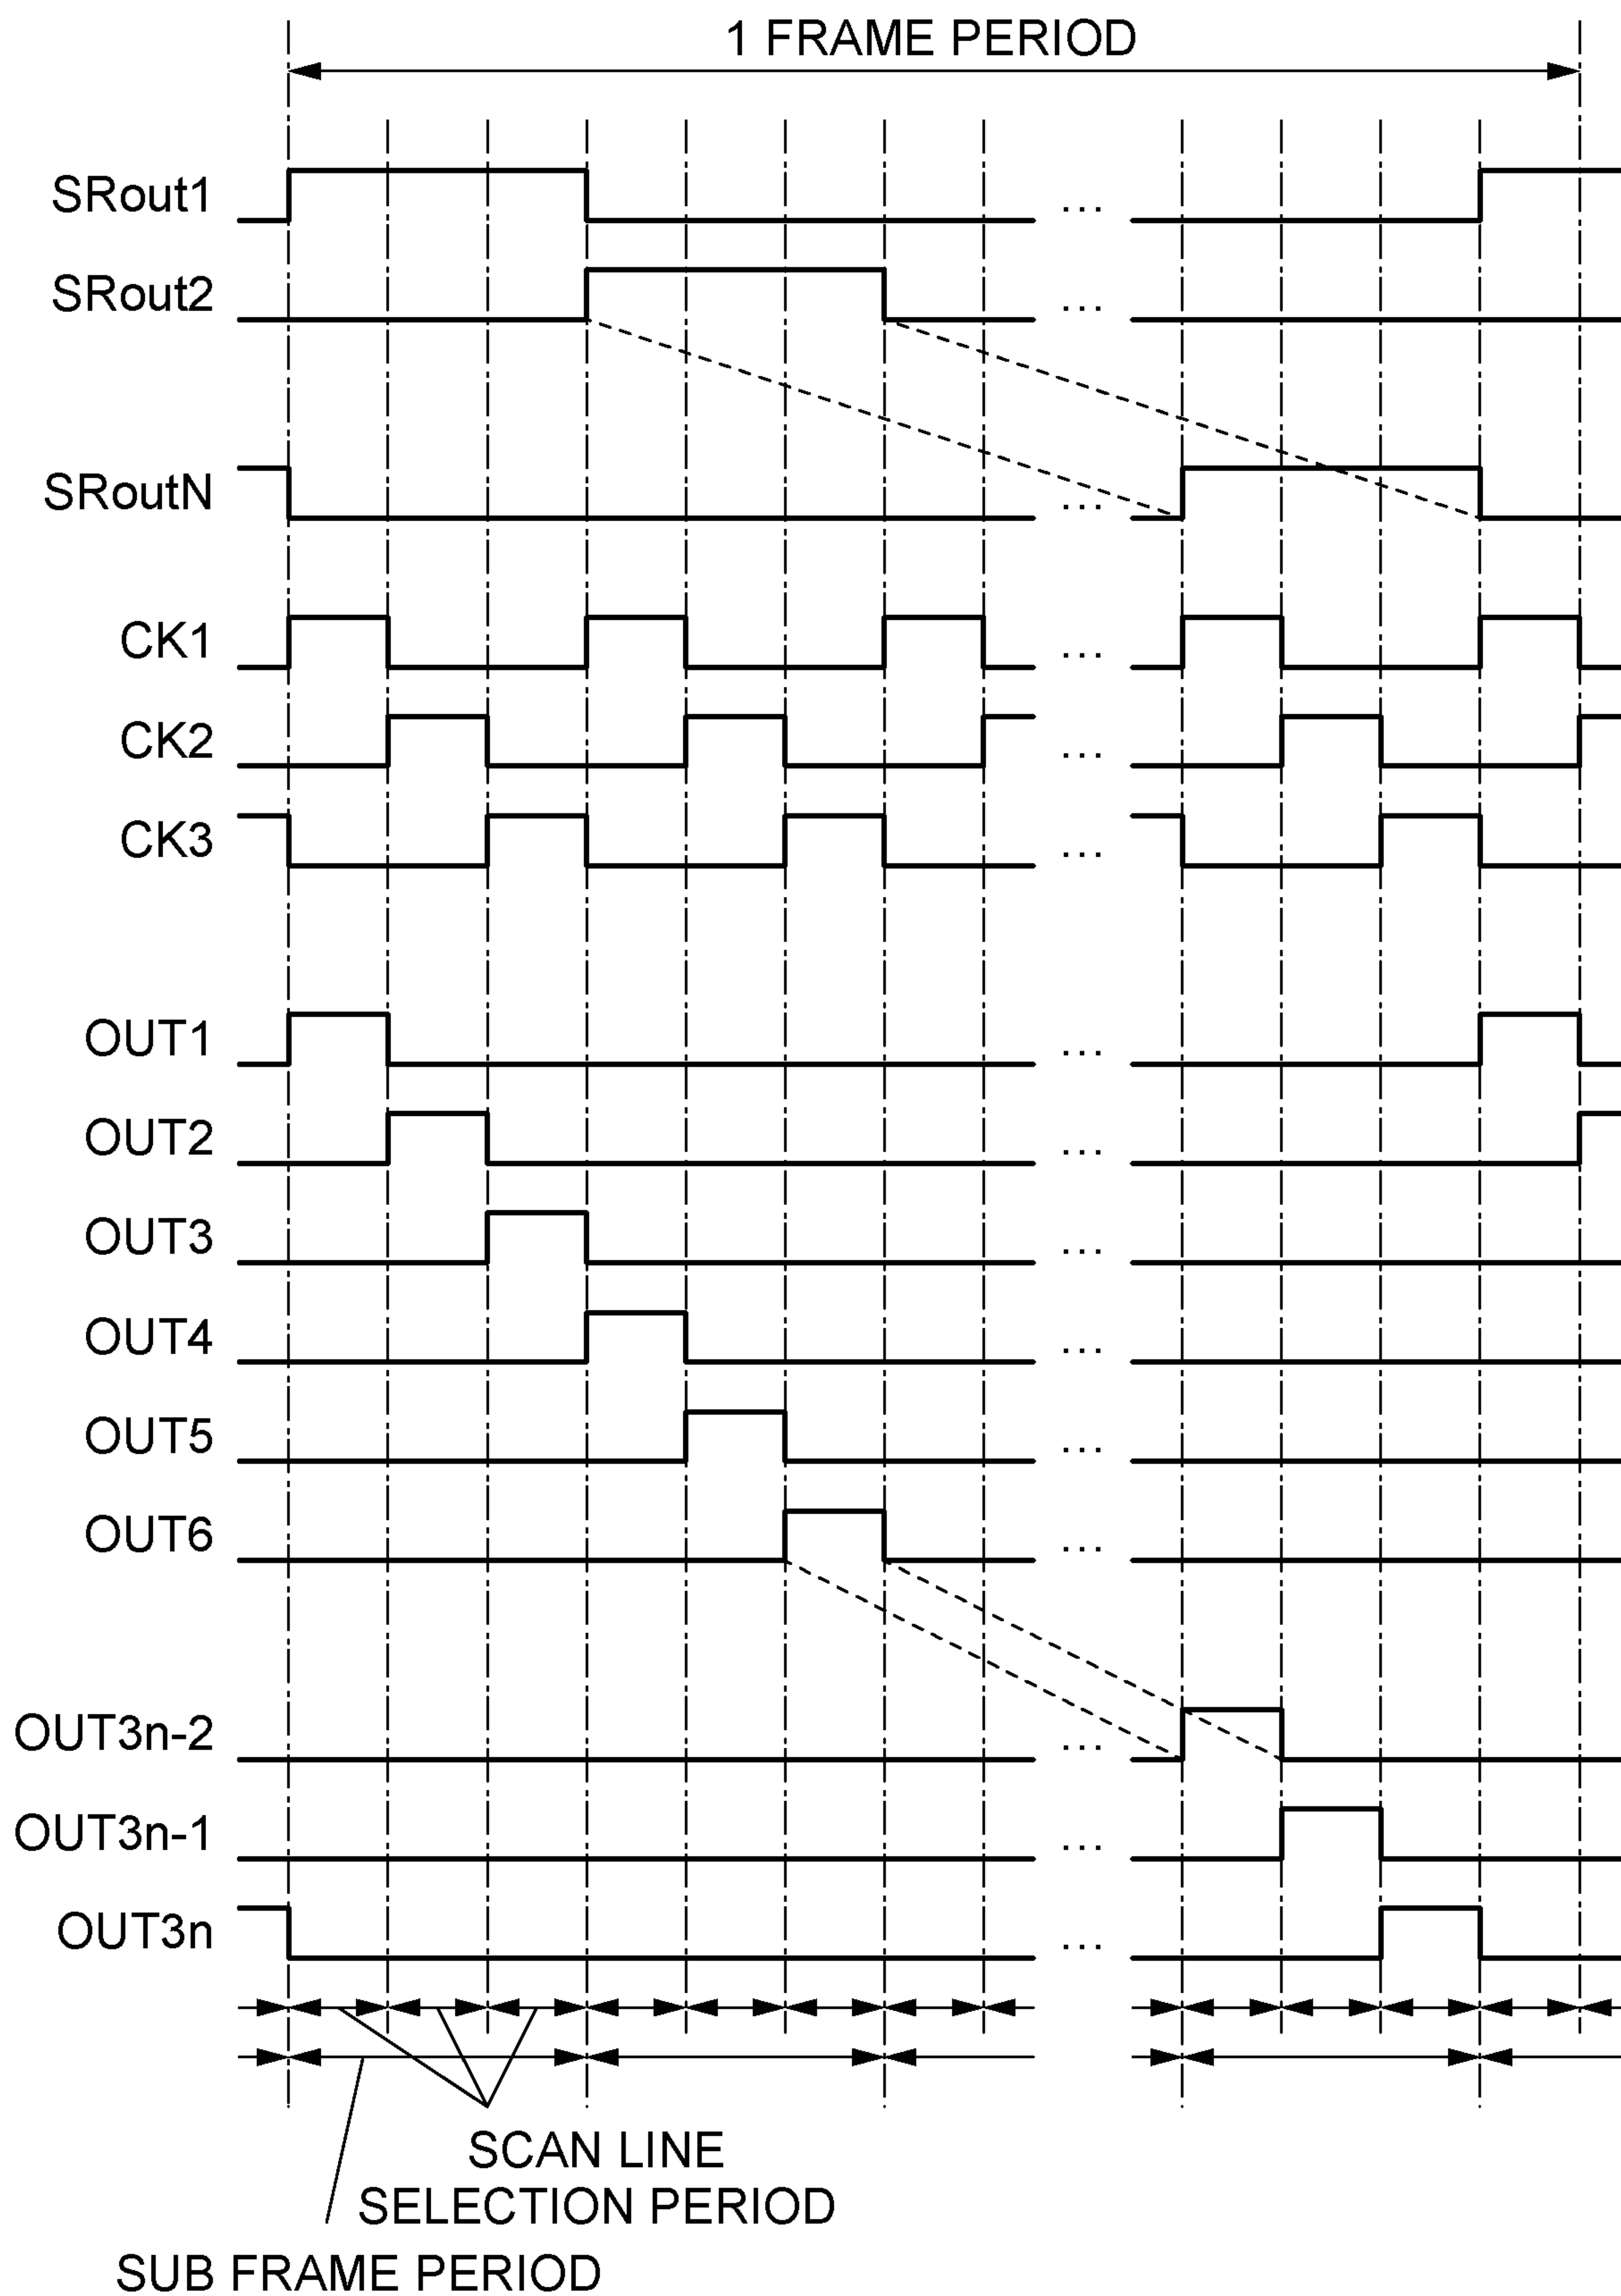 1 FRAME PERIOD
SRout1
...
SRout2
...
SRoutN
...
CK1
...
CK2
...
CK3
...
OUT1
...
OUT2
...
OUT3
...
OUT4
...
OUT5
...
OUT6
...
OUT3n-2
...
OUT3n-1
...
OUT3n
...
SCAN LINE
SELECTION PERIOD
SUB FRAME PERIOD